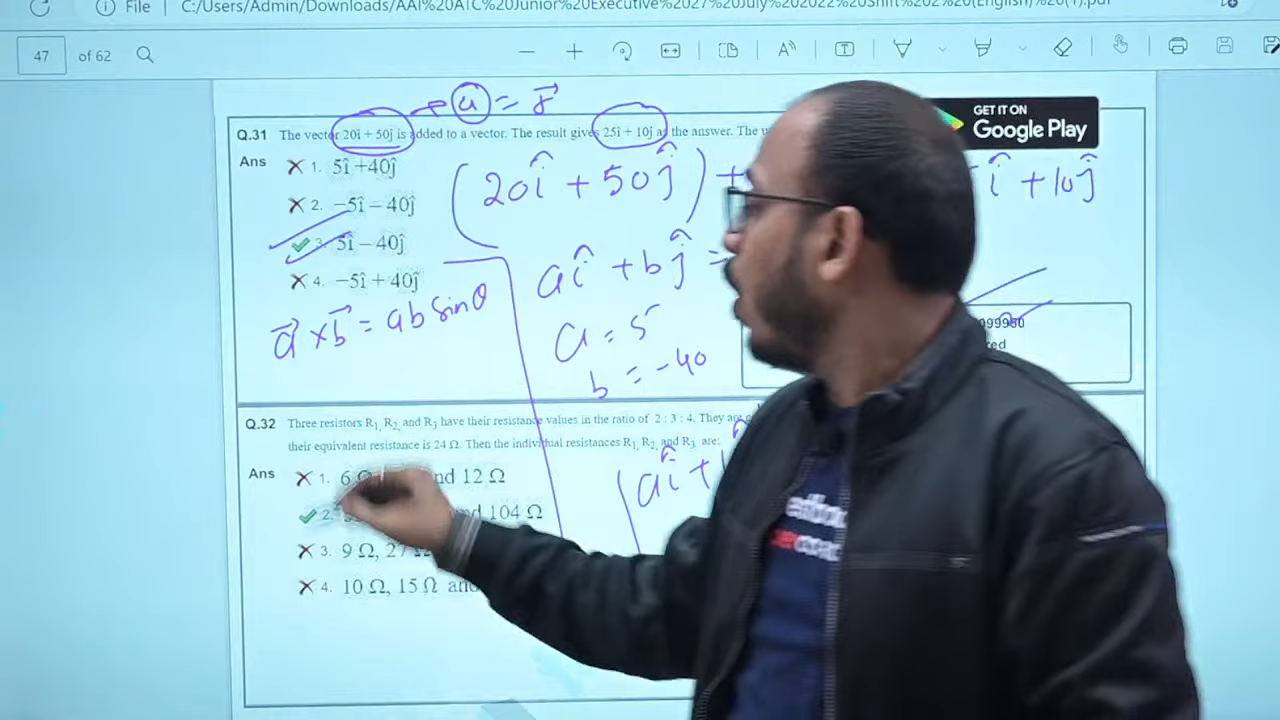 File | C:/Users/Admin/Downloads/AAI%20ATC%20Junior%20Executive%2027%20July%202022%20Shift%202%20(English)%20(1).pdf
47 of 62
a = r
GET IT ON
Google Play
Q.31 The vector 20î + 50ĵ is added to a vector. The result gives 25î + 10ĵ as the answer. The
Ans 1. 5î +40ĵ
2. −5î – 40ĵ
3. 5î – 40ĵ
4. -5î + 40ĵ
(20î + 50ĵ) + î + 10ĵ
aî + bĵ =
a = 5
b = -40
a⃗ × b⃗ = ab sinθ
Q.32 Three resistors R1, R2, and R3 have their resistance values in the ratio of 2 : 3 : 4. They are
their equivalent resistance is 24 Ω. Then the individual resistances R1, R2, and R3 are:
Ans 1. 6 Ω and 12 Ω
2. and 104 Ω
3. 9 Ω, 27
4. 10 Ω, 15 Ω and
(aî +